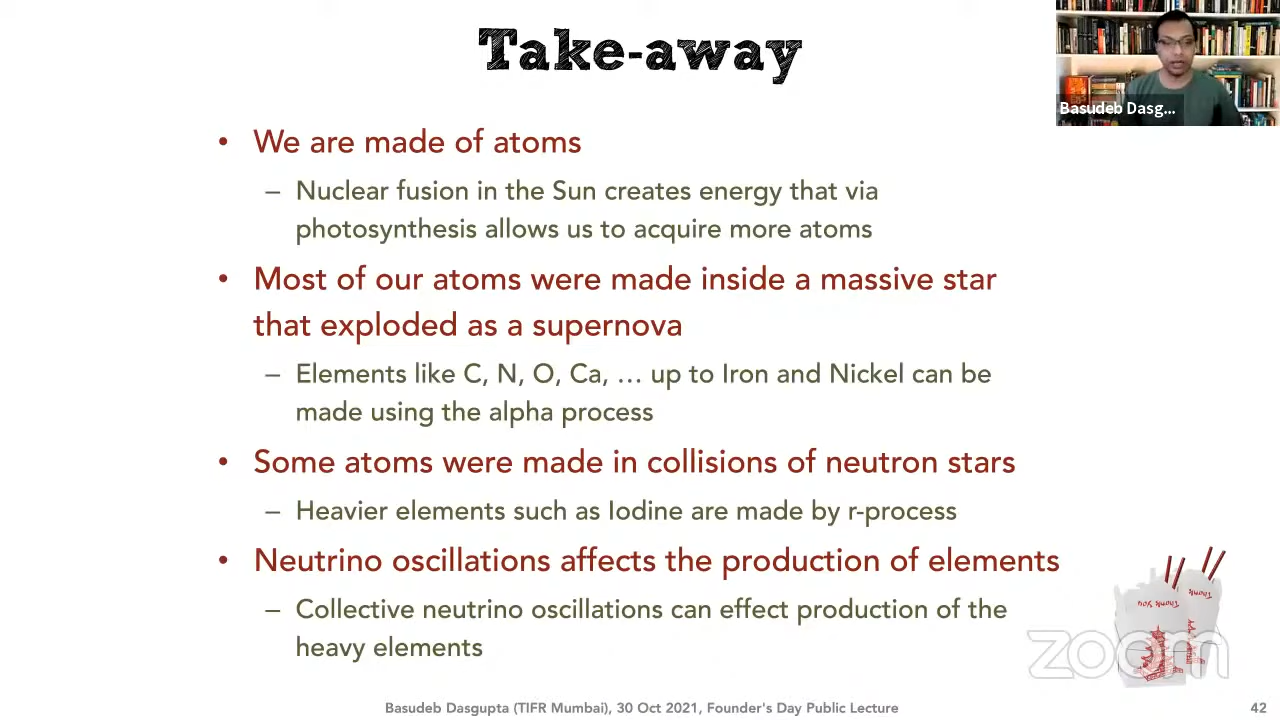 Take-away
Basudeb Dasg...
• We are made of atoms
– Nuclear fusion in the Sun creates energy that via
photosynthesis allows us to acquire more atoms
• Most of our atoms were made inside a massive star
that exploded as a supernova
– Elements like C, N, O, Ca, … up to Iron and Nickel can be
made using the alpha process
• Some atoms were made in collisions of neutron stars
– Heavier elements such as Iodine are made by r-process
• Neutrino oscillations affects the production of elements
– Collective neutrino oscillations can effect production of the
heavy elements
Thank You
Thank
zoom
Basudeb Dasgupta (TIFR Mumbai), 30 Oct 2021, Founder's Day Public Lecture
42